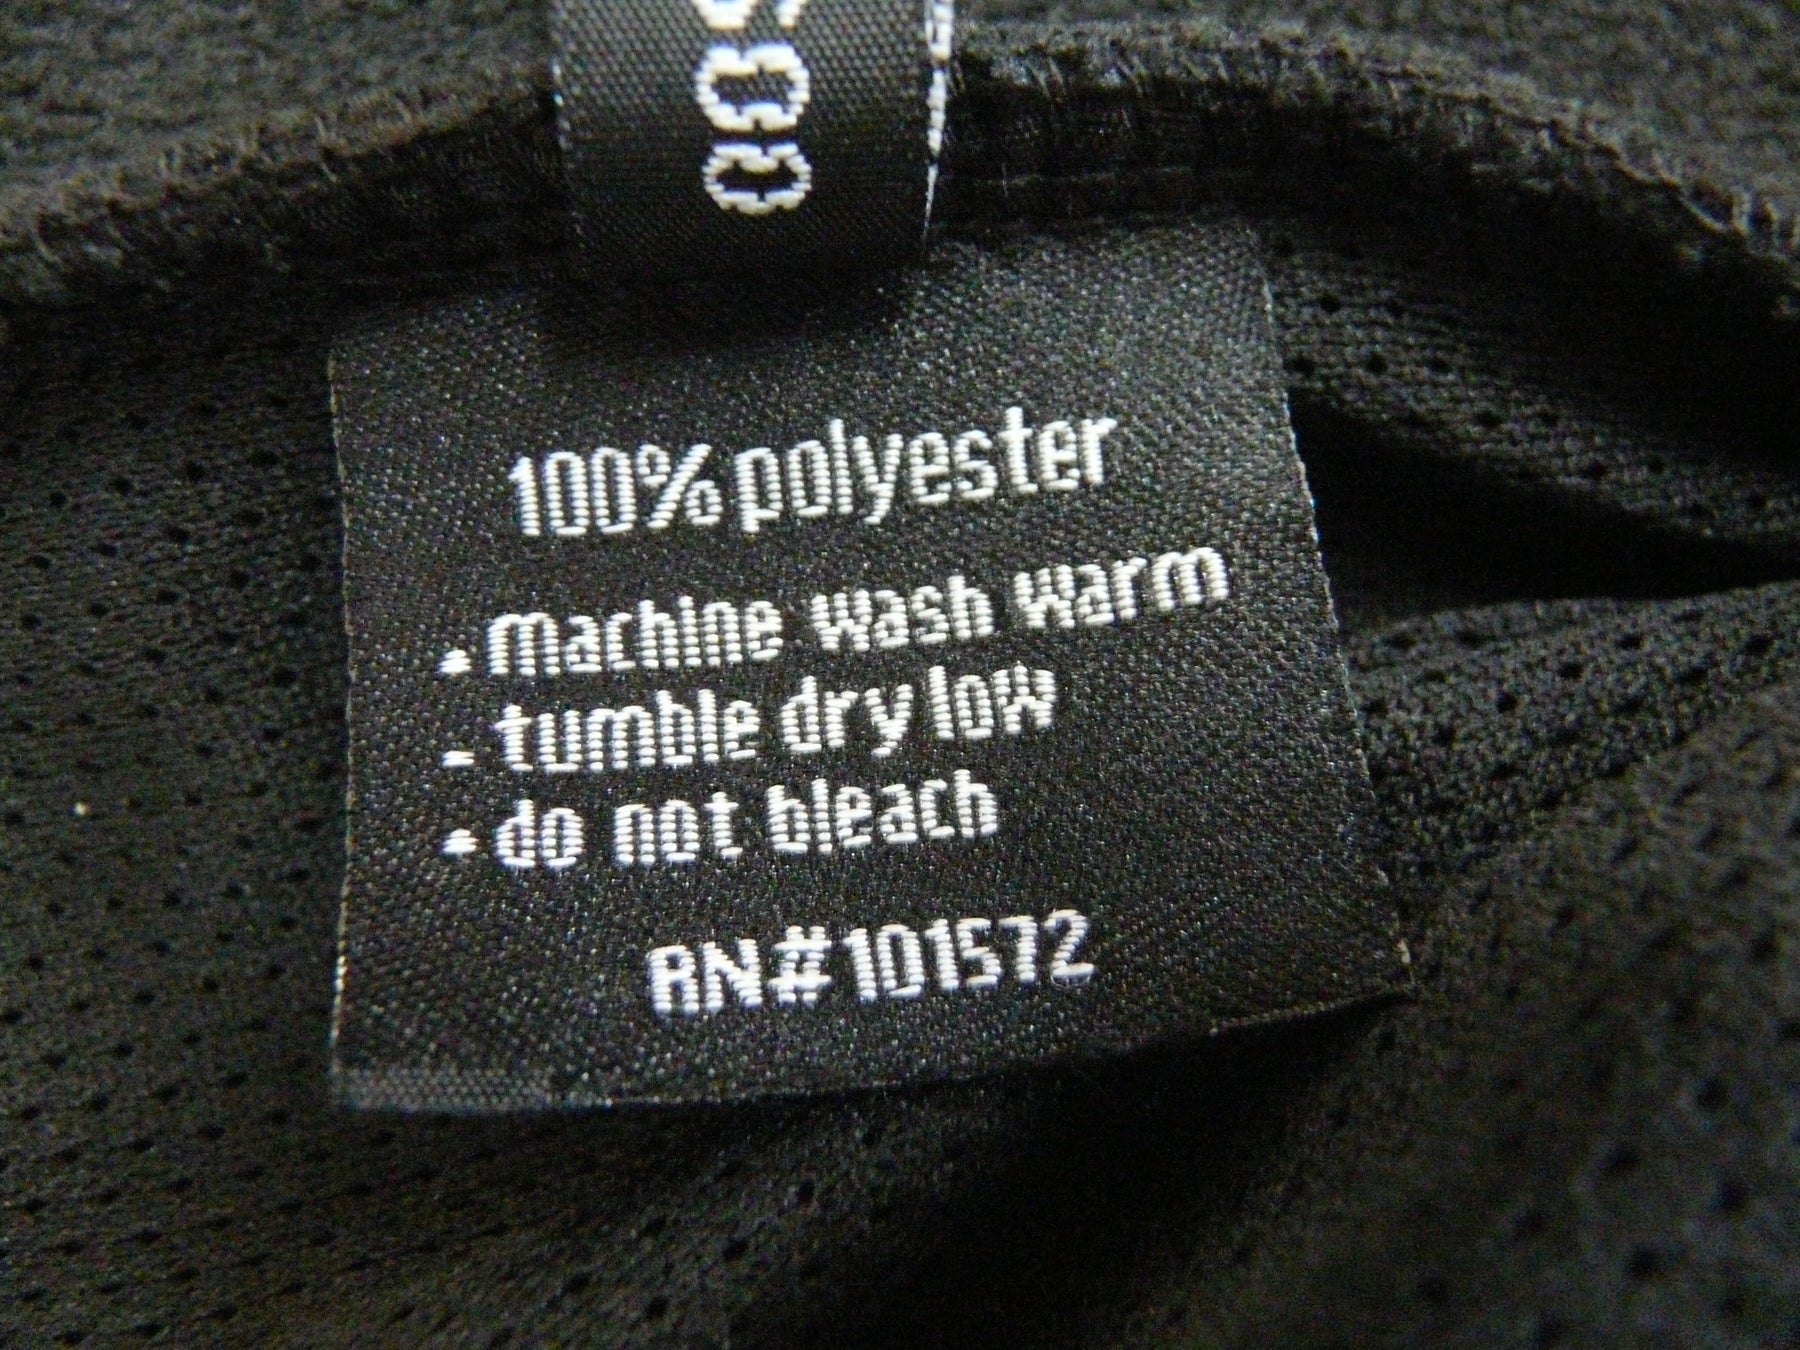 100% polyester
• Machine wash warm
• tumble dry low
• do not bleach
RN#101572